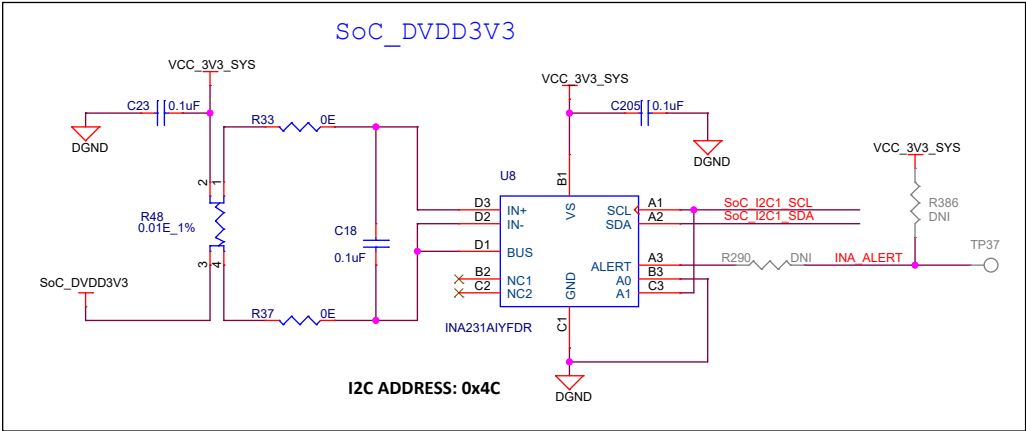 SoC_DVDD3V3
VCC_3V3_SYS
C23
0.1uF
DGND
R33
0E
2
1
R48
0.01E_1%
3
4
SoC_DVDD3V3
R37
0E
C18
0.1uF
VCC_3V3_SYS
C205
0.1uF
DGND
U8
B1
VS
D3
IN+
D2
IN-
D1
BUS
B2
NC1
C2
NC2
SCL
A1
SoC_I2C1_SCL
SDA
A2
SoC_I2C1_SDA
ALERT
A3
A0
B3
A1
C3
GND
C1
INA231AIYFDR
DGND
R290
DNI
INA_ALERT
VCC_3V3_SYS
R386
DNI
TP37
I2C ADDRESS: 0x4C